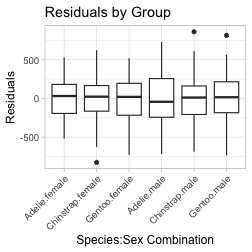 Residuals by Group
Residuals
500
0
-500
Adelie.female
Chinstrap.female
Gentoo.female
Adelie.male
Chinstrap.male
Gentoo.male
Species:Sex Combination